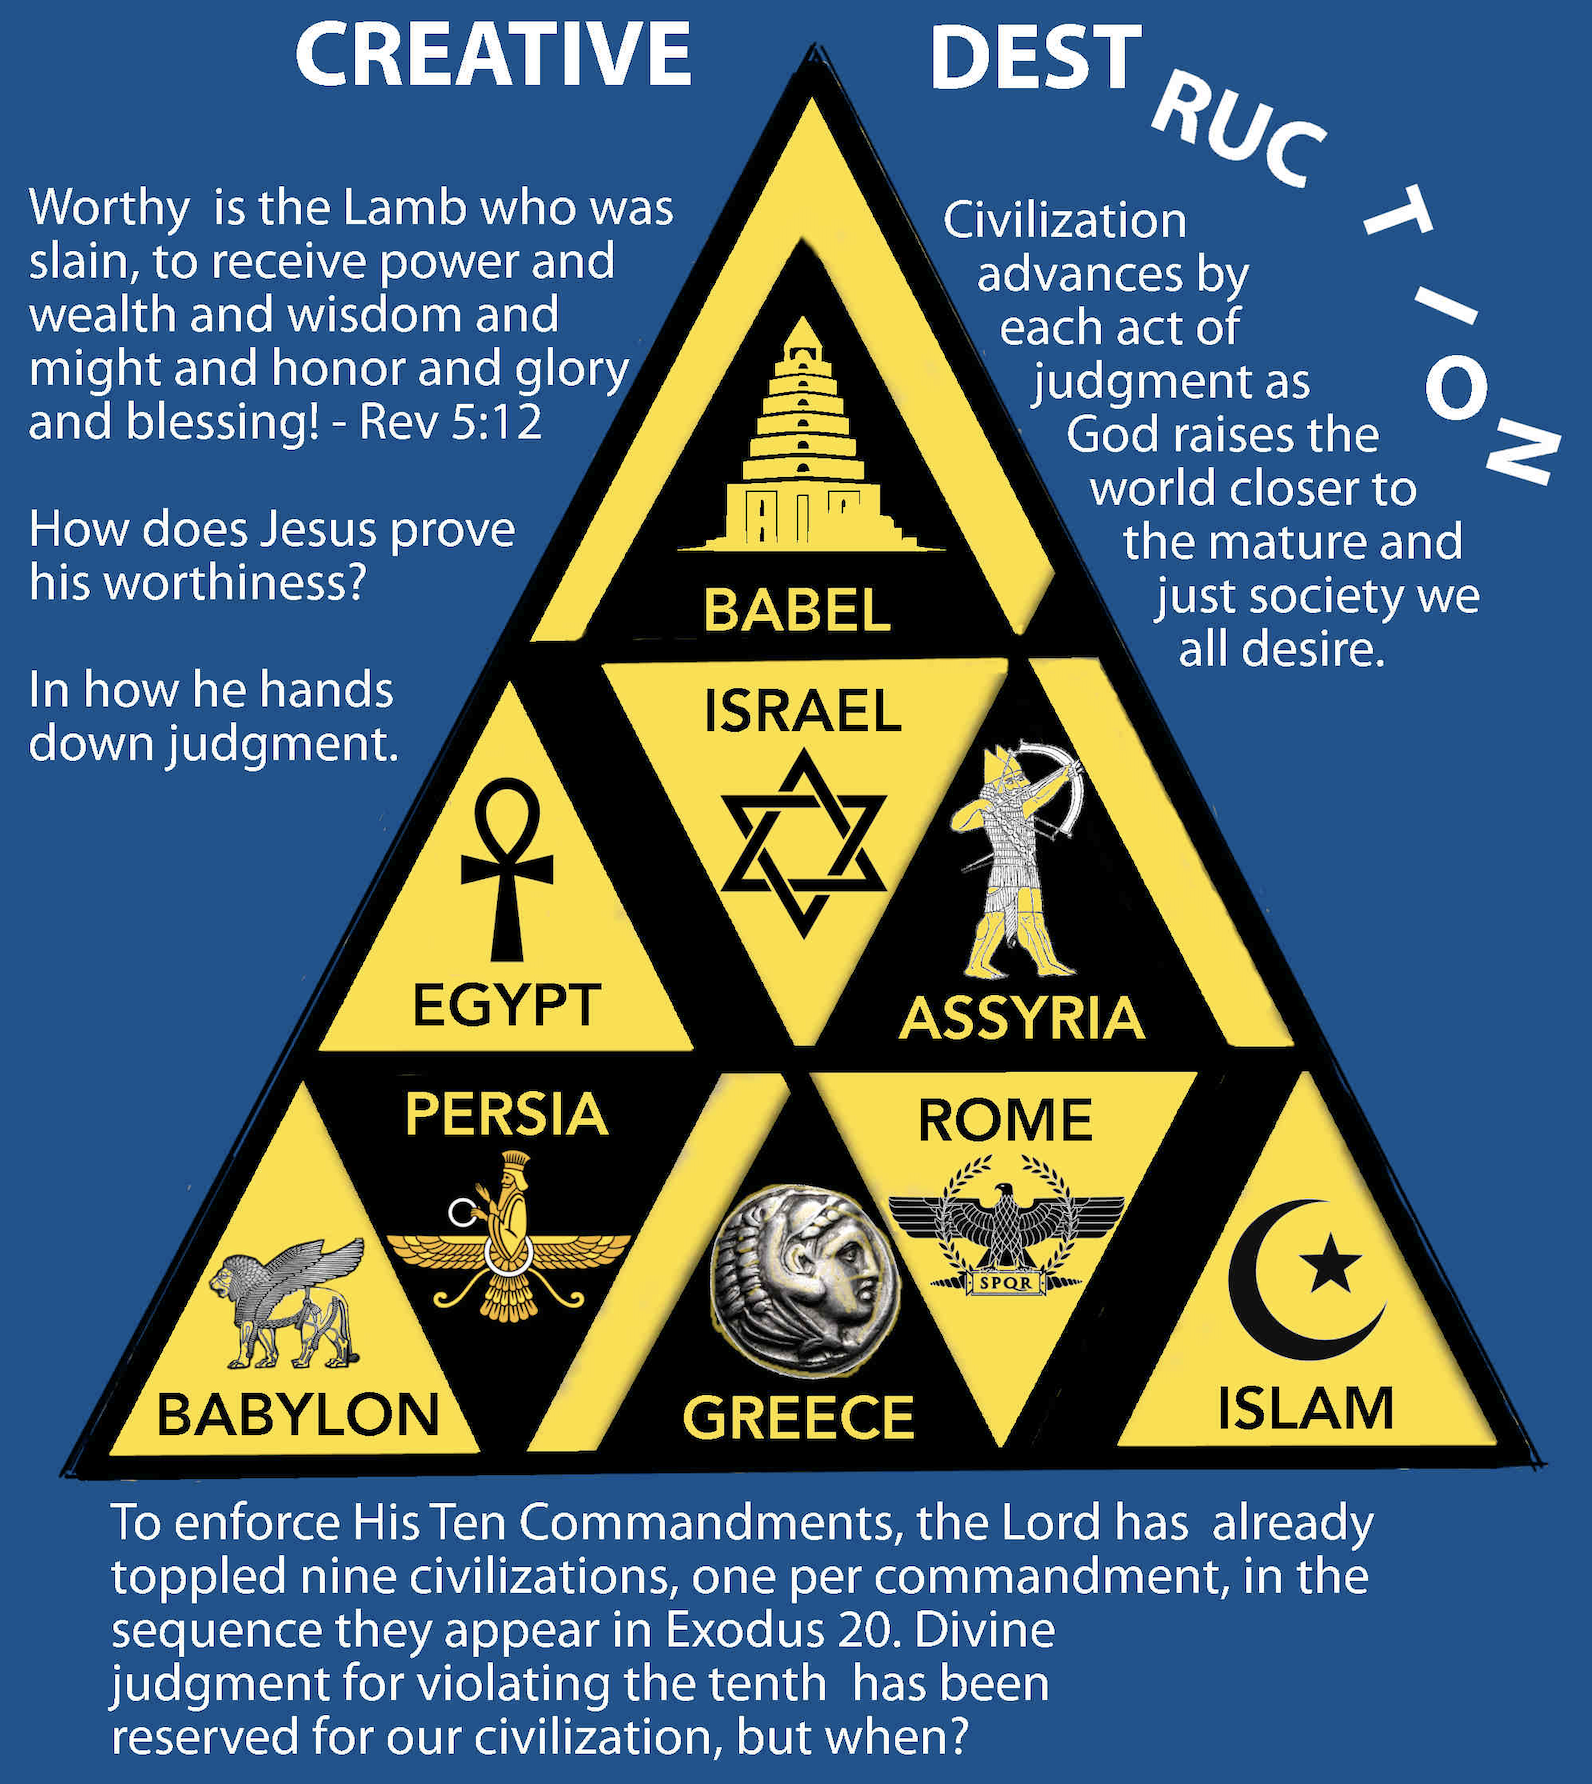 CREATIVE DESTRUCTION
Worthy is the Lamb who was
slain, to receive power and
wealth and wisdom and
might and honor and glory
and blessing! - Rev 5:12
How does Jesus prove
his worthiness?
In how he hands
down judgment.
Civilization
advances by
each act of
judgment as
God raises the
world closer to
the mature and
just society we
all desire.
BABEL
ISRAEL
EGYPT
ASSYRIA
PERSIA
ROME
SPQR
BABYLON
GREECE
ISLAM
To enforce His Ten Commandments, the Lord has already
toppled nine civilizations, one per commandment, in the
sequence they appear in Exodus 20. Divine
judgment for violating the tenth has been
reserved for our civilization, but when?